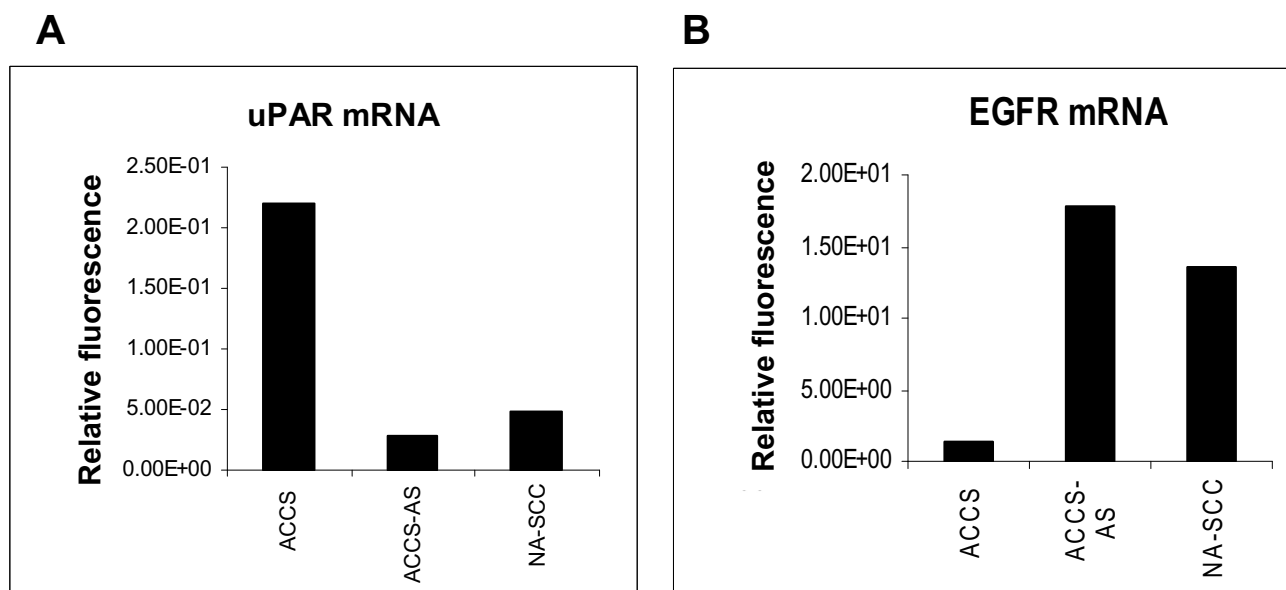 A
uPAR mRNA
Relative fluorescence
2.50E-01
2.00E-01
1.50E-01
1.00E-01
5.00E-02
0.00E+00
ACCS
ACCS-AS
NA-SCC
B
EGFR mRNA
Relative fluorescence
2.00E+01
1.50E+01
1.00E+01
5.00E+00
0.00E+00
ACCS
ACCS-
AS
NA-SCC